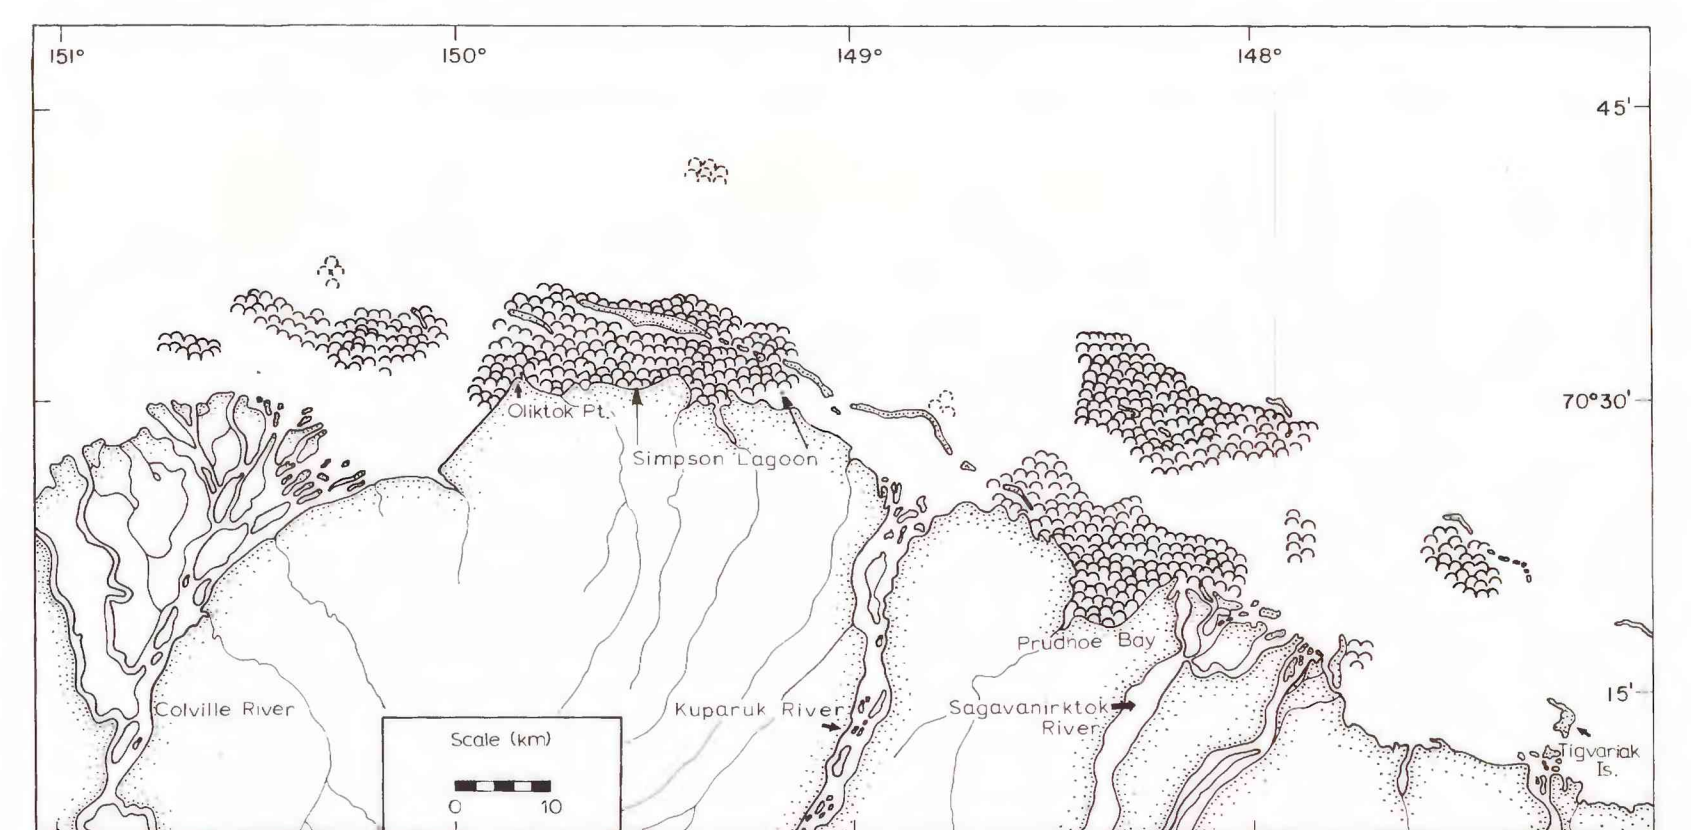 151° 150° 149° 148°
45'
Oliktok Pt.
70°30'
Simpson Lagoon
Prudhoe Bay
15'
Colville River
Kuparuk River
Sagavanirktok
River
Scale (km)
0 10
Tigvariak
Is.